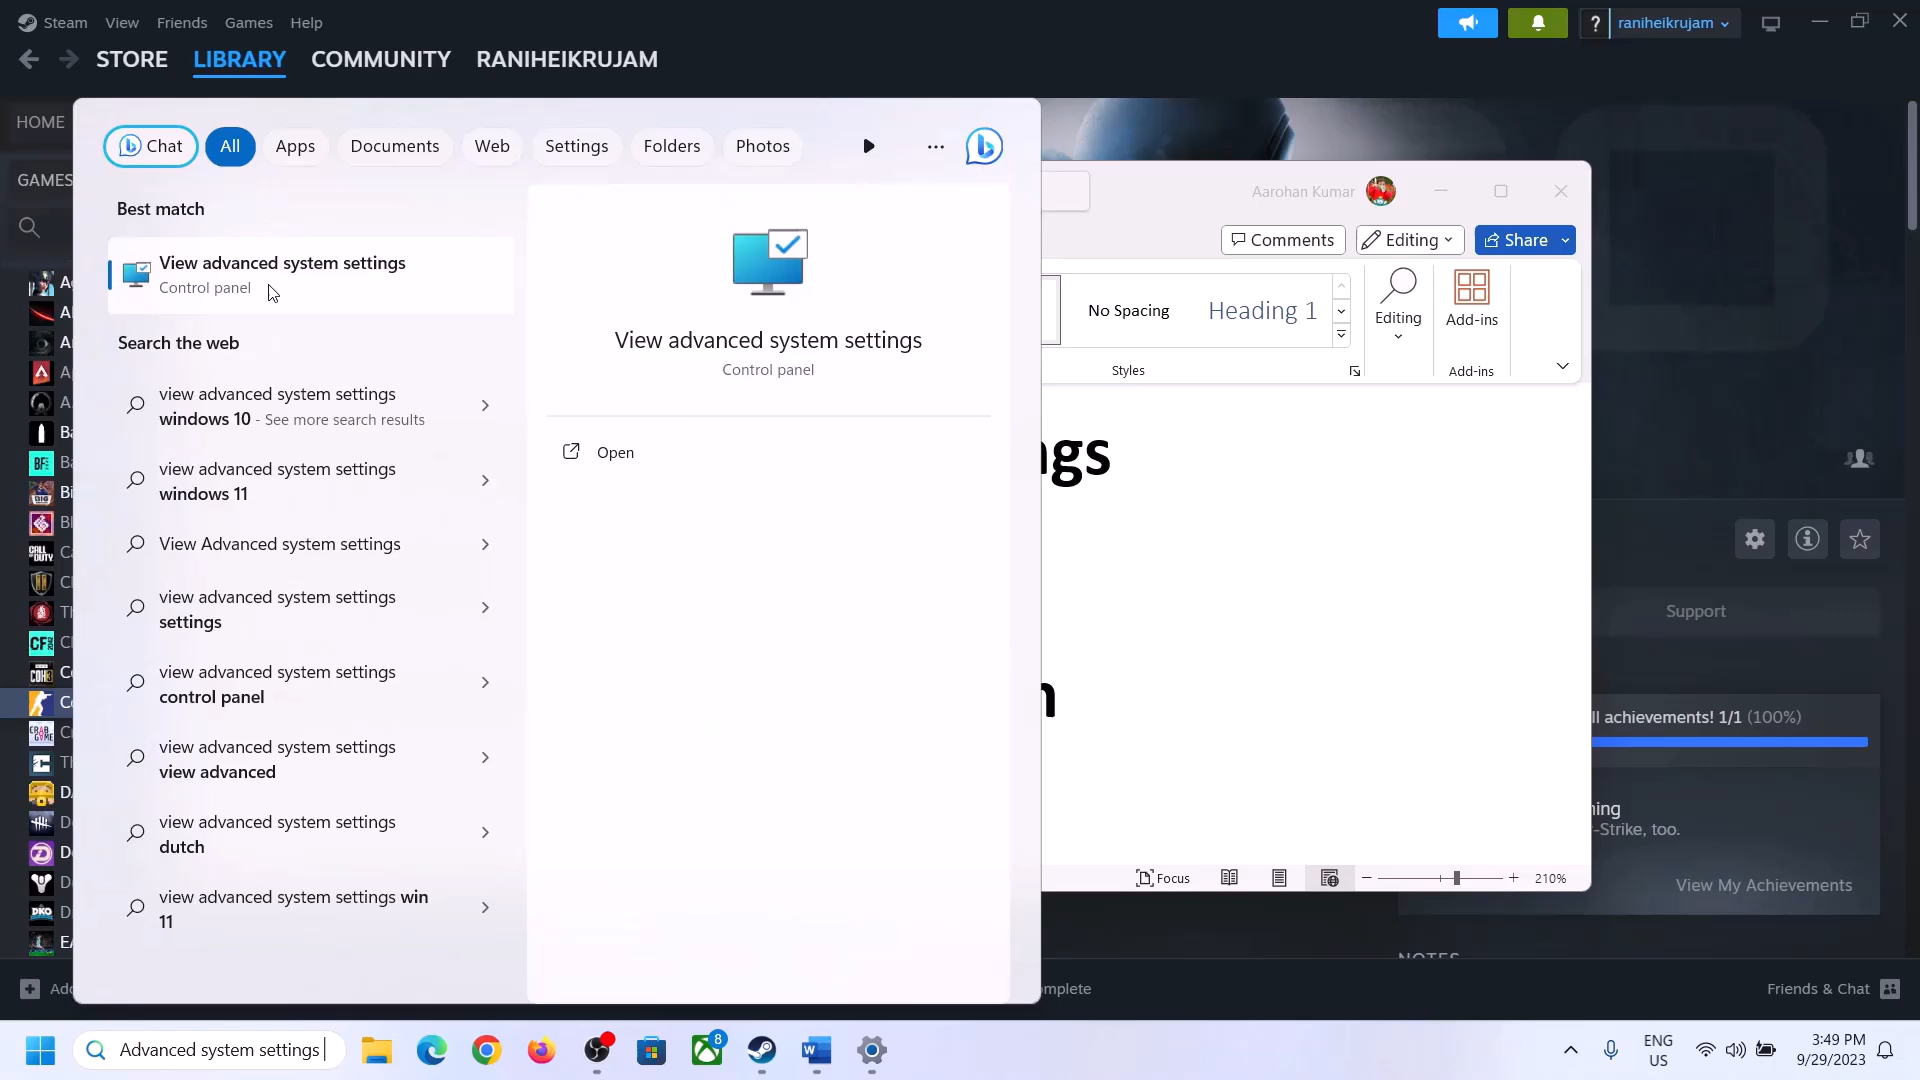 Steam View Friends Games Help
? raniheikrujam
STORE LIBRARY COMMUNITY RANIHEIKRUJAM
HOME
GAMES
Chat All Apps Documents Web Settings Folders Photos
Best match
View advanced system settings
Control panel
Search the web
view advanced system settings
windows 10 - See more search results
view advanced system settings
windows 11
View Advanced system settings
view advanced system settings
settings
view advanced system settings
control panel
view advanced system settings
view advanced
view advanced system settings
dutch
view advanced system settings win
11
View advanced system settings
Control panel
Open
Aarohan Kumar
Comments Editing Share
No Spacing Heading 1
Editing
Add-ins
Styles
Add-ins
ngs
n
Focus
210%
Support
ll achievements! 1/1 (100%)
ning
-Strike, too.
View My Achievements
NOTES
Add
mplete
Friends & Chat
Advanced system settings
8
ENG
US
3:49 PM
9/29/2023